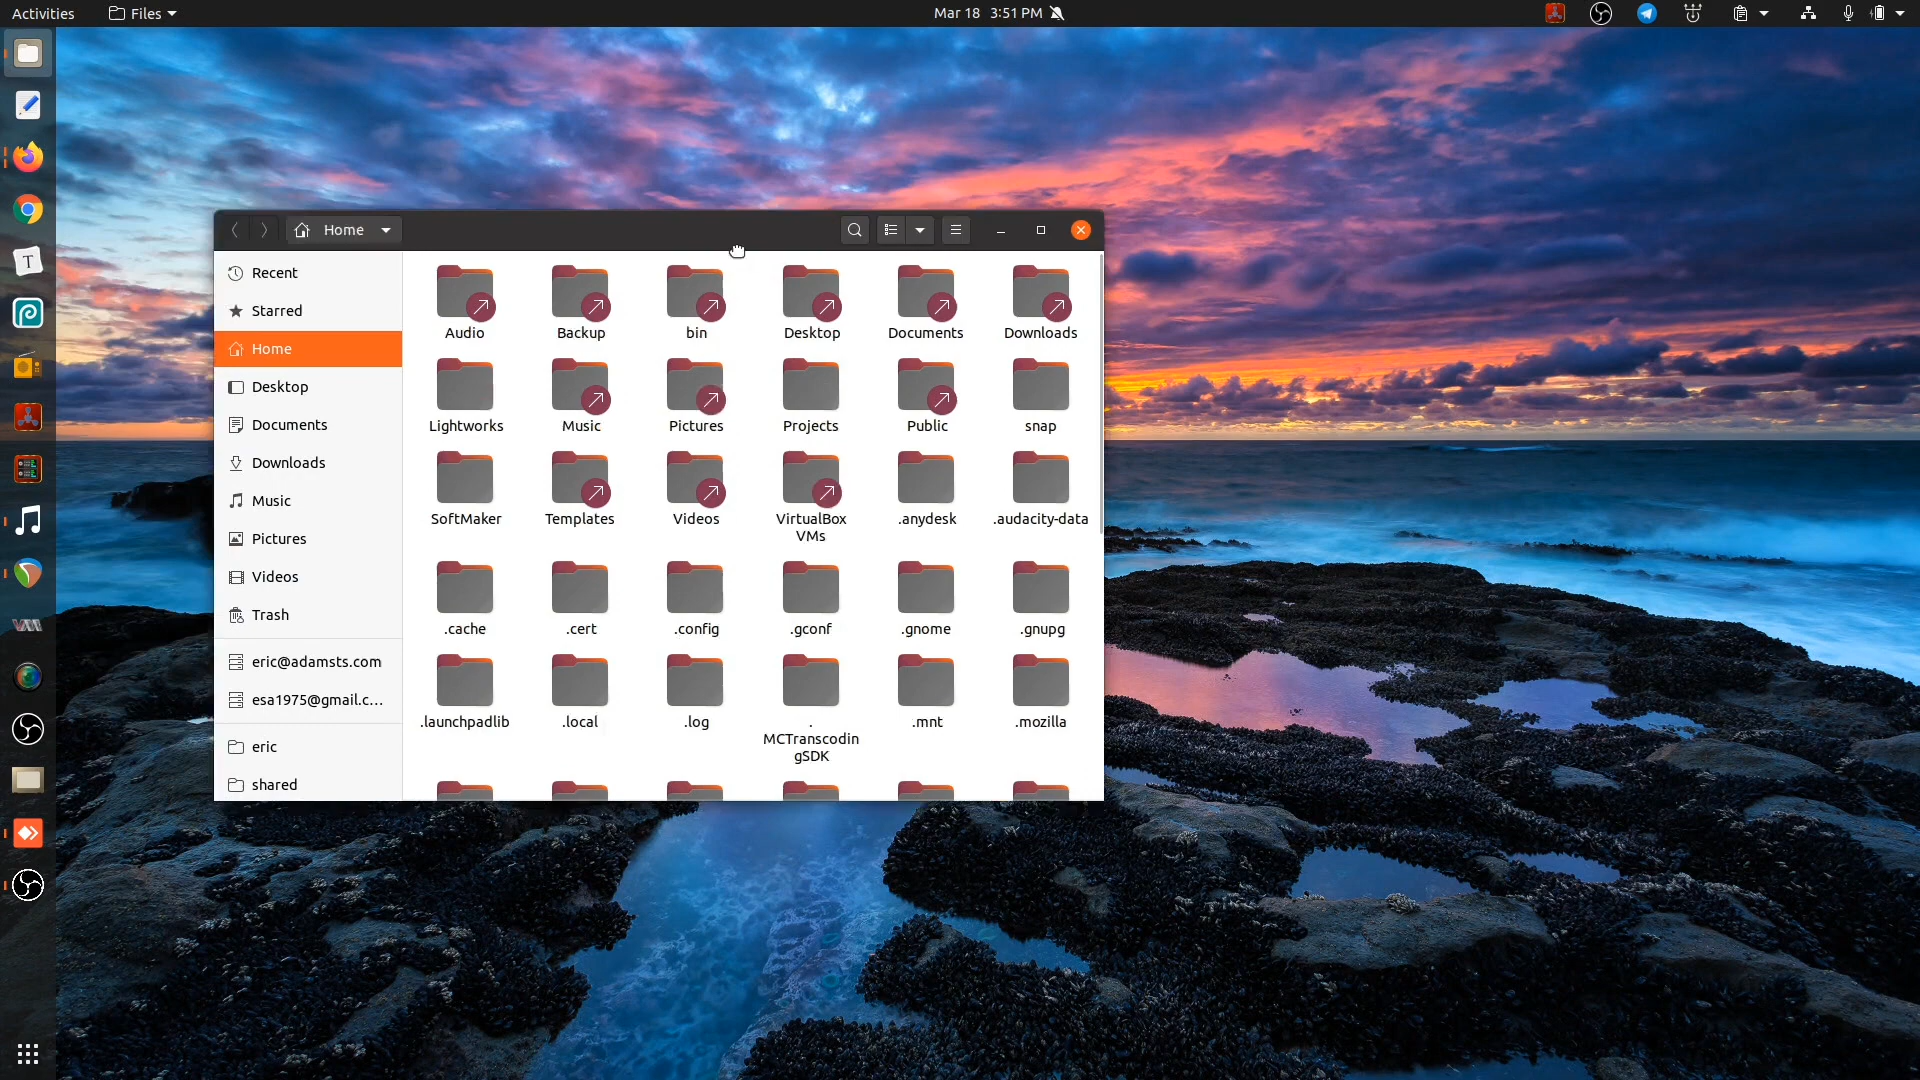 Activities
Files
Mar 18 3:51 PM
Home
Recent
Starred
Home
Desktop
Documents
Downloads
Music
Pictures
Videos
Trash
eric@adamsts.com
esa1975@gmail.c...
eric
shared
Audio
Backup
bin
Desktop
Documents
Downloads
Lightworks
Music
Pictures
Projects
Public
snap
SoftMaker
Templates
Videos
VirtualBox
VMs
.anydesk
.audacity-data
.cache
.cert
.config
.gconf
.gnome
.gnupg
.launchpadlib
.local
.log
.
MCTranscodin
gSDK
.mnt
.mozilla
T